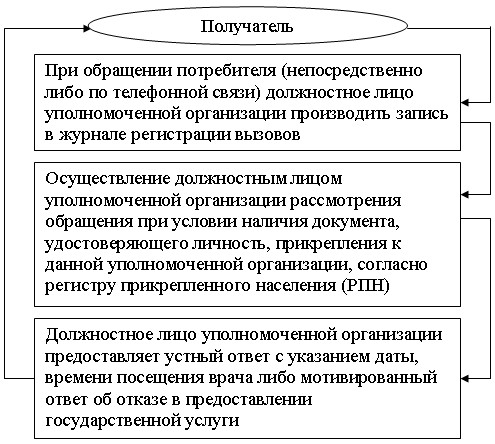 Получатель
При обращении потребителя (непосредственно
либо по телефонной связи) должностное лицо
уполномоченной организации производить запись
в журнале регистрации вызовов
Осуществление должностным лицом
уполномоченной организации рассмотрения
обращения при условии наличия документа,
удостоверяющего личность, прикрепления к
данной уполномоченной организации, согласно
регистру прикрепленного населения (РПН)
Должностное лицо уполномоченной организации
предоставляет устный ответ с указанием даты,
времени посещения врача либо мотивированный
ответ об отказе в предоставлении
государственной услуги